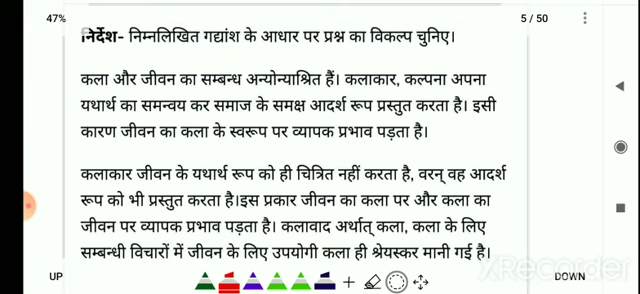 47%
5 / 50
निर्देश- निम्नलिखित गद्यांश के आधार पर प्रश्न का विकल्प चुनिए।
कला और जीवन का सम्बन्ध अन्योन्याश्रित हैं। कलाकार, कल्पना अपना
यथार्थ का समन्वय कर समाज के समक्ष आदर्श रूप प्रस्तुत करता है। इसी
कारण जीवन का कला के स्वरूप पर व्यापक प्रभाव पड़ता है।
कलाकार जीवन के यथार्थ रूप को ही चित्रित नहीं करता है, वरन् वह आदर्श
रूप को भी प्रस्तुत करता है।इस प्रकार जीवन का कला पर और कला का
जीवन पर व्यापक प्रभाव पड़ता है। कलावाद अर्थात् कला, कला के लिए
सम्बन्धी विचारों में जीवन के लिए उपयोगी कला ही श्रेयस्कर मानी गई है।
XRecorder
UP
DOWN